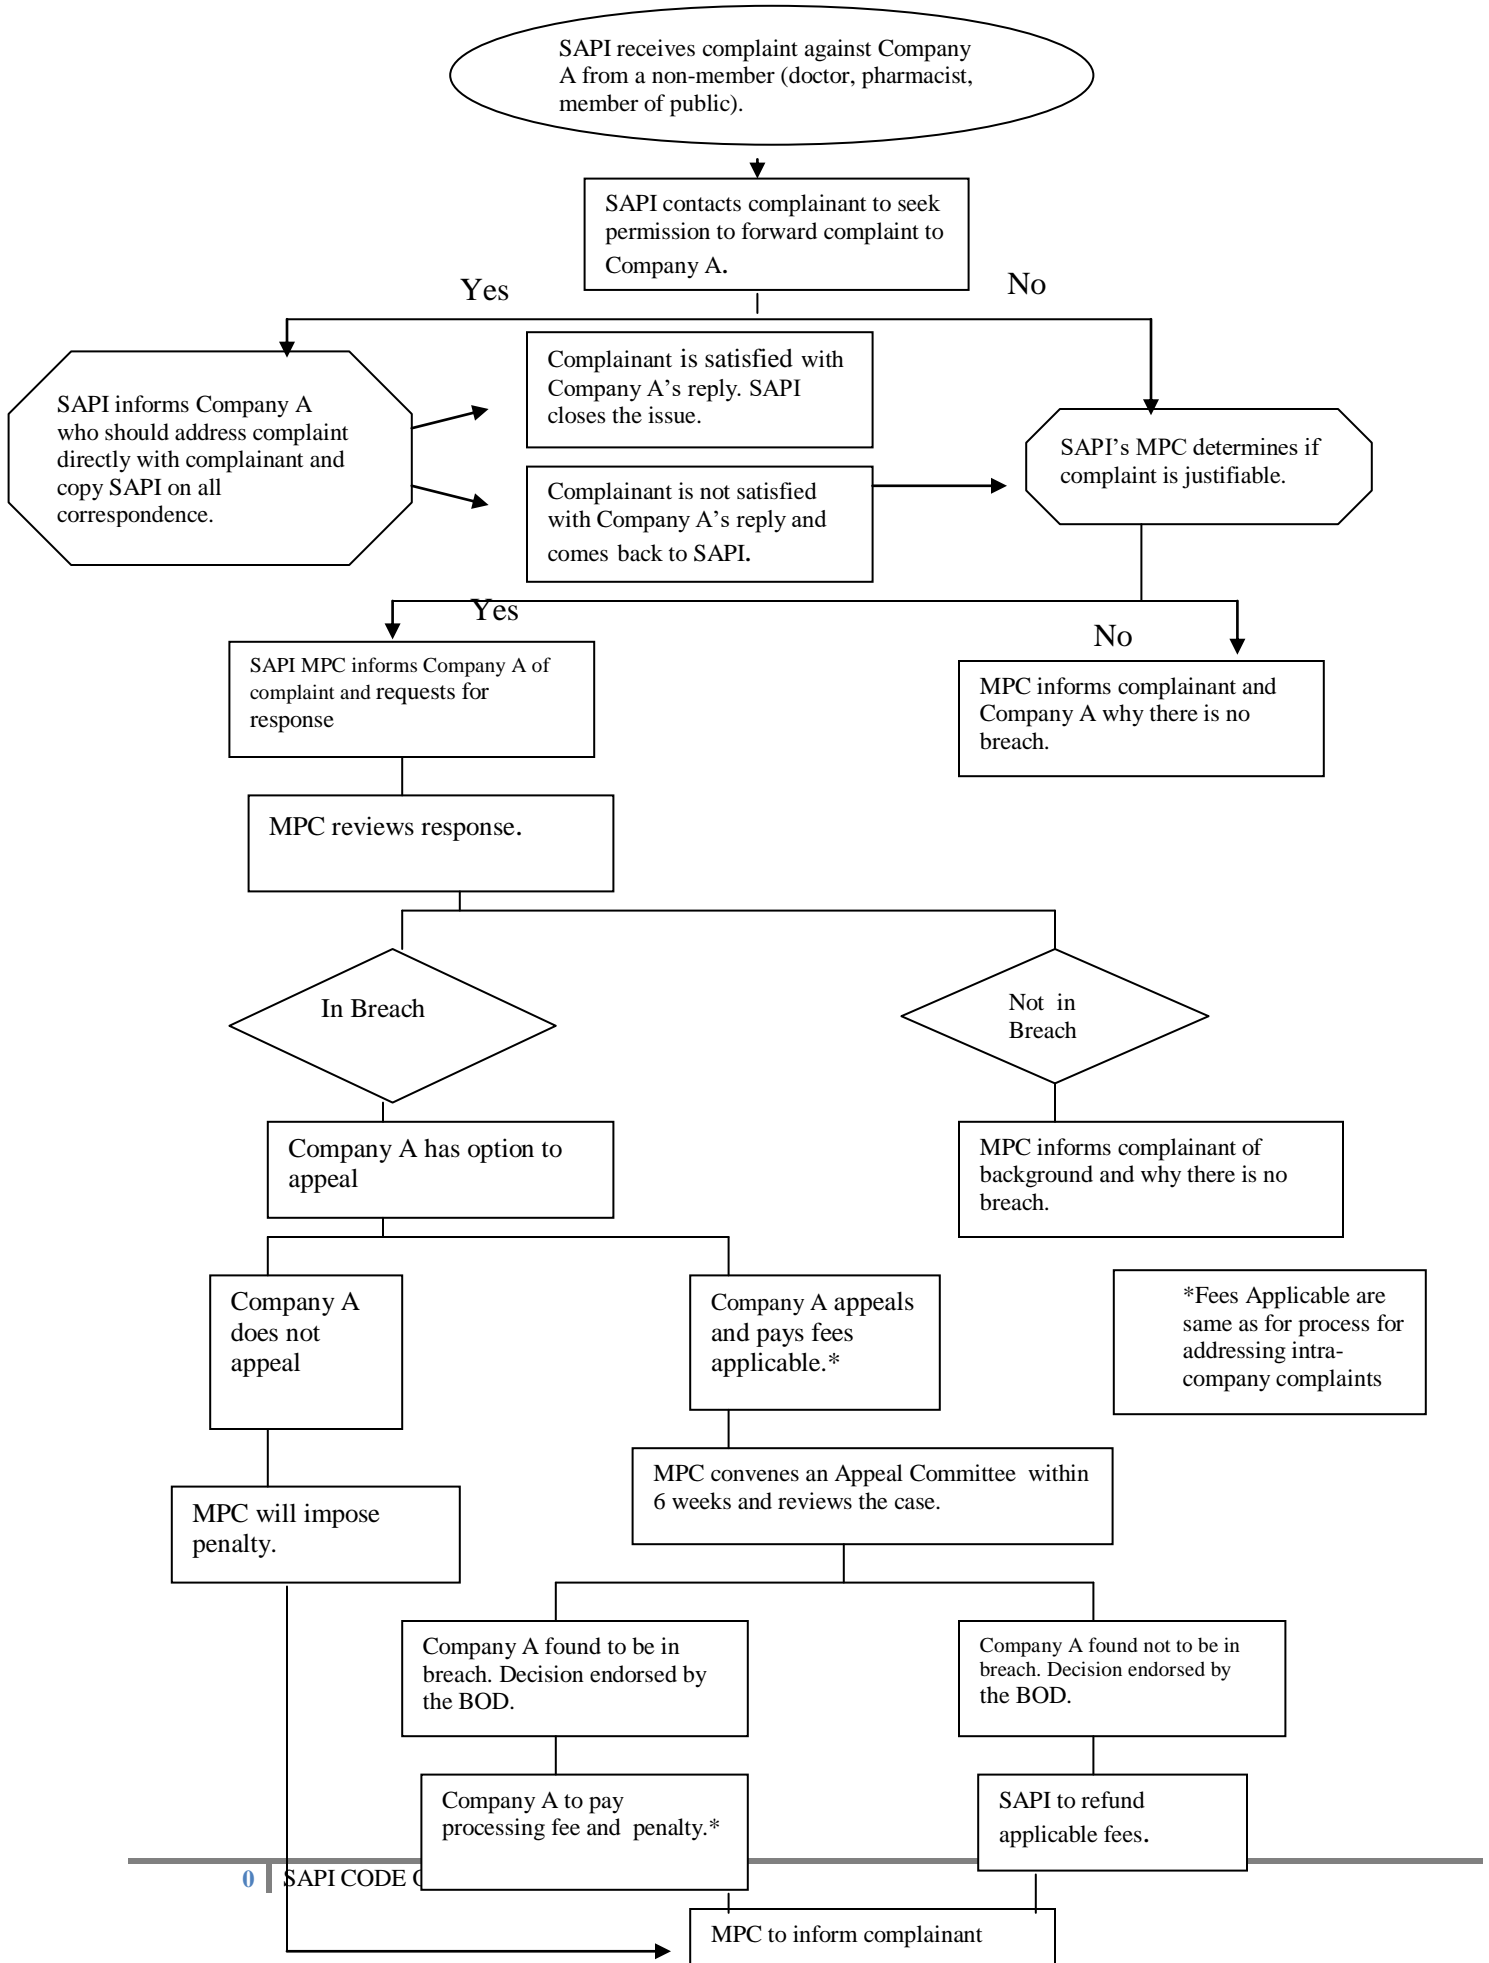 SAPI receives complaint against Company
A from a non-member (doctor, pharmacist,
member of public).
SAPI contacts complainant to seek
permission to forward complaint to
Company A.
Yes
No
SAPI informs Company A
who should address complaint
directly with complainant and
copy SAPI on all
correspondence.
Complainant is satisfied with
Company A’s reply. SAPI
closes the issue.
Complainant is not satisfied
with Company A’s reply and
comes back to SAPI.
SAPI’s MPC determines if
complaint is justifiable.
Yes
No
SAPI MPC informs Company A of
complaint and requests for
response
MPC informs complainant and
Company A why there is no
breach.
MPC reviews response.
In Breach
Not in
Breach
Company A has option to
appeal
MPC informs complainant of
background and why there is no
breach.
Company A
does not
appeal
Company A appeals
and pays fees
applicable.*
*Fees Applicable are
same as for process for
addressing intra-
company complaints
MPC will impose
penalty.
MPC convenes an Appeal Committee within
6 weeks and reviews the case.
Company A found to be in
breach. Decision endorsed by
the BOD.
Company A found not to be in
breach. Decision endorsed by
the BOD.
Company A to pay
processing fee and penalty.*
SAPI to refund
applicable fees.
0 SAPI CODE
MPC to inform complainant